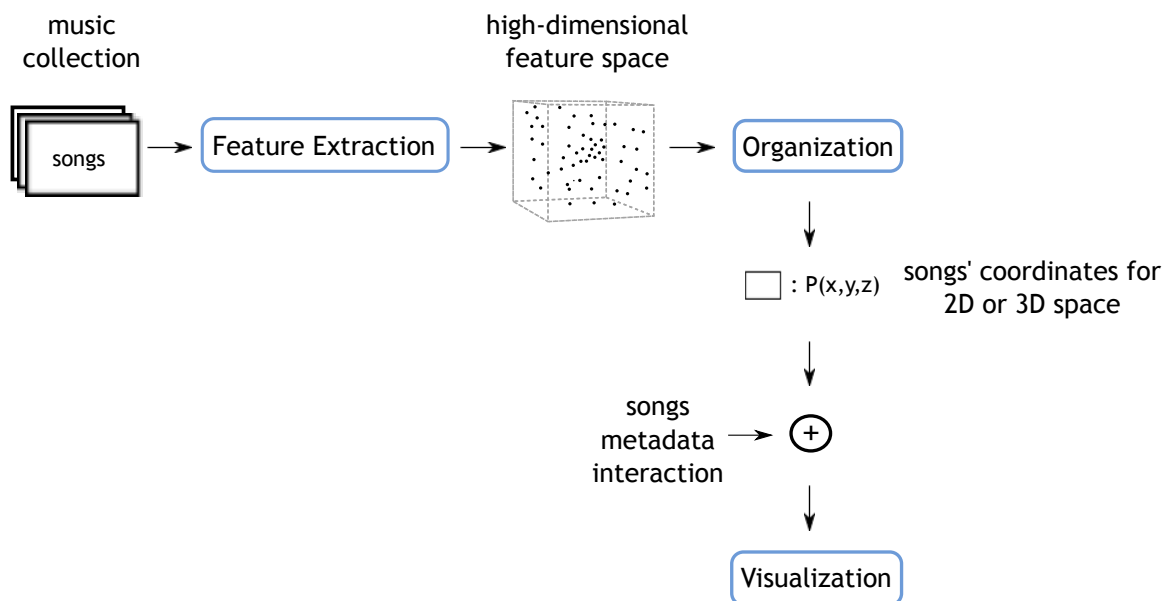 music
collection
songs
Feature Extraction
high-dimensional
feature space
Organization
: P(x,y,z)
songs' coordinates for
2D or 3D space
songs
metadata
interaction
+
Visualization